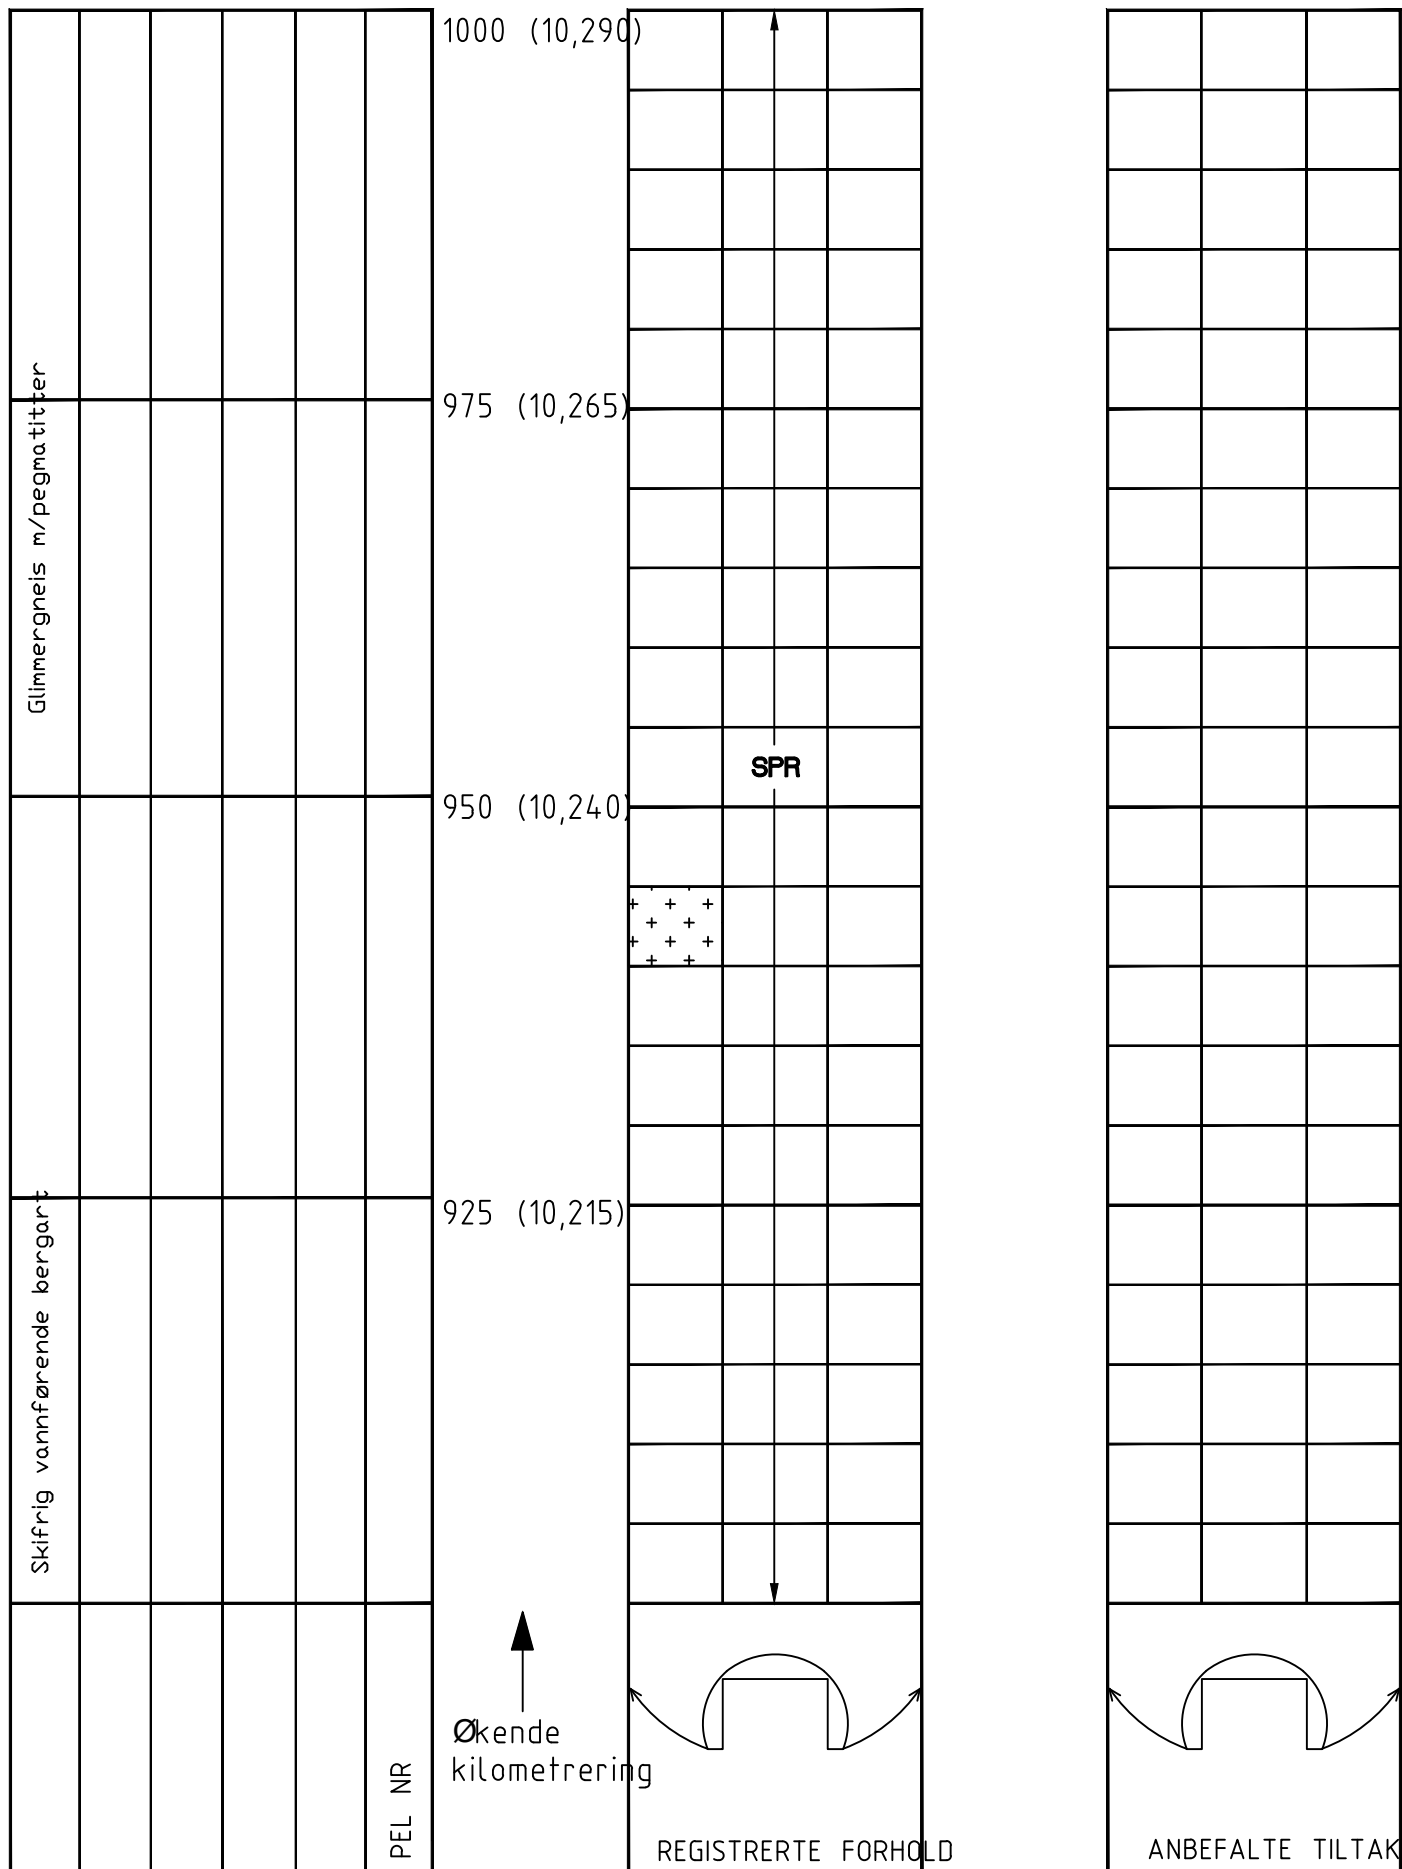 1000 (10,290)
Glimmergneis m/pegmatitter
975 (10,265)
SPR
950 (10,240)
Skifrig vannførende bergart
925 (10,215)
Økende
kilometrering
PEL NR
REGISTRERTE FORHOLD
ANBEFALTE TILTAK